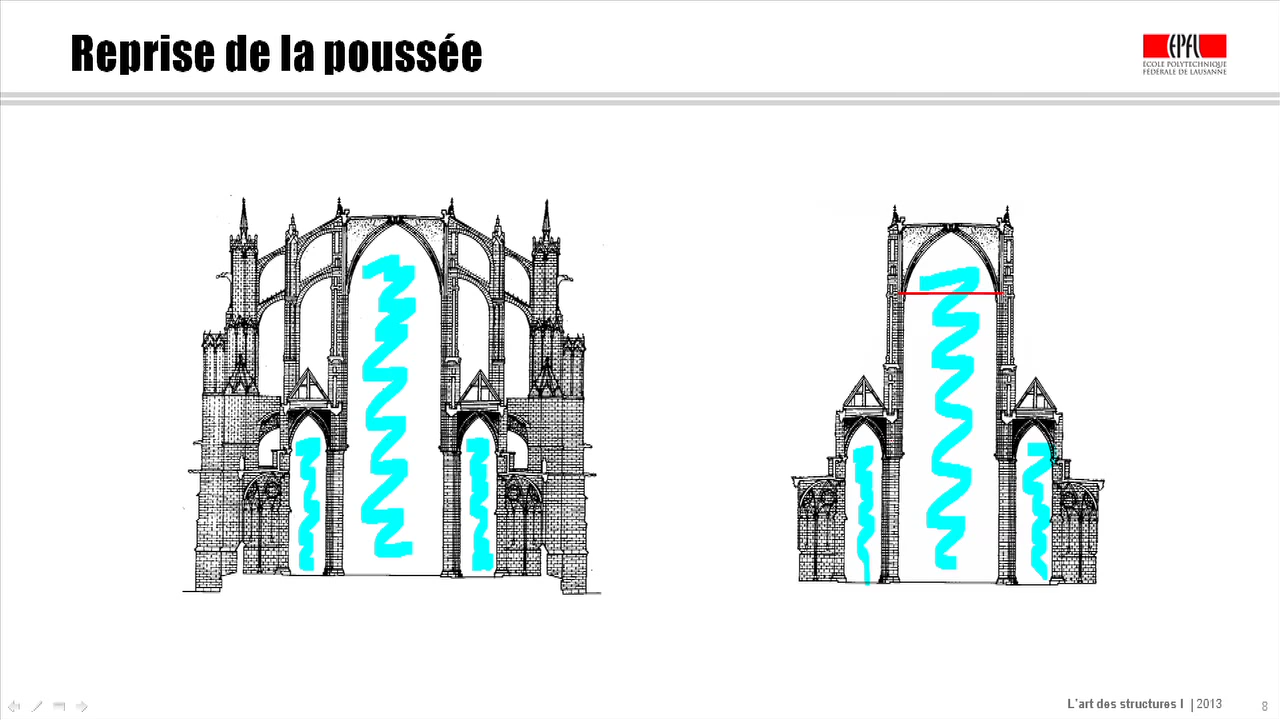 Reprise de la poussée
EPFL
ÉCOLE POLYTECHNIQUE
FÉDÉRALE DE LAUSANNE
L'art des structures I | 2013
8